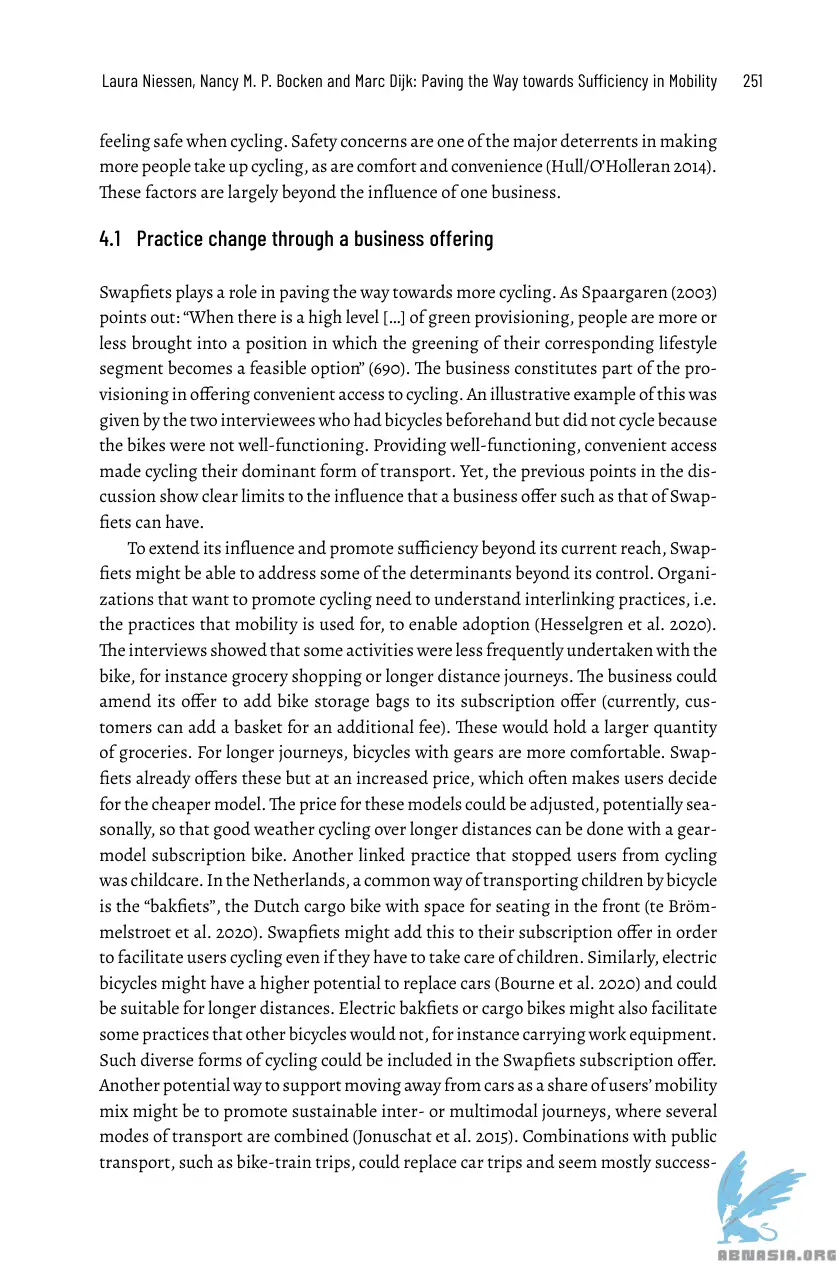 Laura Niessen, Nancy M. P. Bocken and Marc Dijk: Paving the Way towards Sufficiency in Mobility 251
feeling safe when cycling. Safety concerns are one of the major deterrents in making
more people take up cycling, as are comfort and convenience (Hull/O’Holleran 2014).
These factors are largely beyond the influence of one business.
4.1 Practice change through a business offering
Swapfiets plays a role in paving the way towards more cycling. As Spaargaren (2003)
points out: “When there is a high level [...] of green provisioning, people are more or
less brought into a position in which the greening of their corresponding lifestyle
segment becomes a feasible option” (690). The business constitutes part of the pro-
visioning in offering convenient access to cycling. An illustrative example of this was
given by the two interviewees who had bicycles beforehand but did not cycle because
the bikes were not well-functioning. Providing well-functioning, convenient access
made cycling their dominant form of transport. Yet, the previous points in the dis-
cussion show clear limits to the influence that a business offer such as that of Swap-
fiets can have.
To extend its influence and promote sufficiency beyond its current reach, Swap-
fiets might be able to address some of the determinants beyond its control. Organi-
zations that want to promote cycling need to understand interlinking practices, i.e.
the practices that mobility is used for, to enable adoption (Hesselgren et al. 2020).
The interviews showed that some activities were less frequently undertaken with the
bike, for instance grocery shopping or longer distance journeys. The business could
amend its offer to add bike storage bags to its subscription offer (currently, cus-
tomers can add a basket for an additional fee). These would hold a larger quantity
of groceries. For longer journeys, bicycles with gears are more comfortable. Swap-
fiets already offers these but at an increased price, which often makes users decide
for the cheaper model. The price for these models could be adjusted, potentially sea-
sonally, so that good weather cycling over longer distances can be done with a gear-
model subscription bike. Another linked practice that stopped users from cycling
was childcare. In the Netherlands, a common way of transporting children by bicycle
is the “bakfiets”, the Dutch cargo bike with space for seating in the front (te Bröm-
melstroet et al. 2020). Swapfiets might add this to their subscription offer in order
to facilitate users cycling even if they have to take care of children. Similarly, electric
bicycles might have a higher potential to replace cars (Bourne et al. 2020) and could
be suitable for longer distances. Electric bakfiets or cargo bikes might also facilitate
some practices that other bicycles would not, for instance carrying work equipment.
Such diverse forms of cycling could be included in the Swapfiets subscription offer.
Another potential way to support moving away from cars as a share of users’ mobility
mix might be to promote sustainable inter- or multimodal journeys, where several
modes of transport are combined (Jonuschat et al. 2015). Combinations with public
transport, such as bike-train trips, could replace car trips and seem mostly success-
ABNASIA.ORG